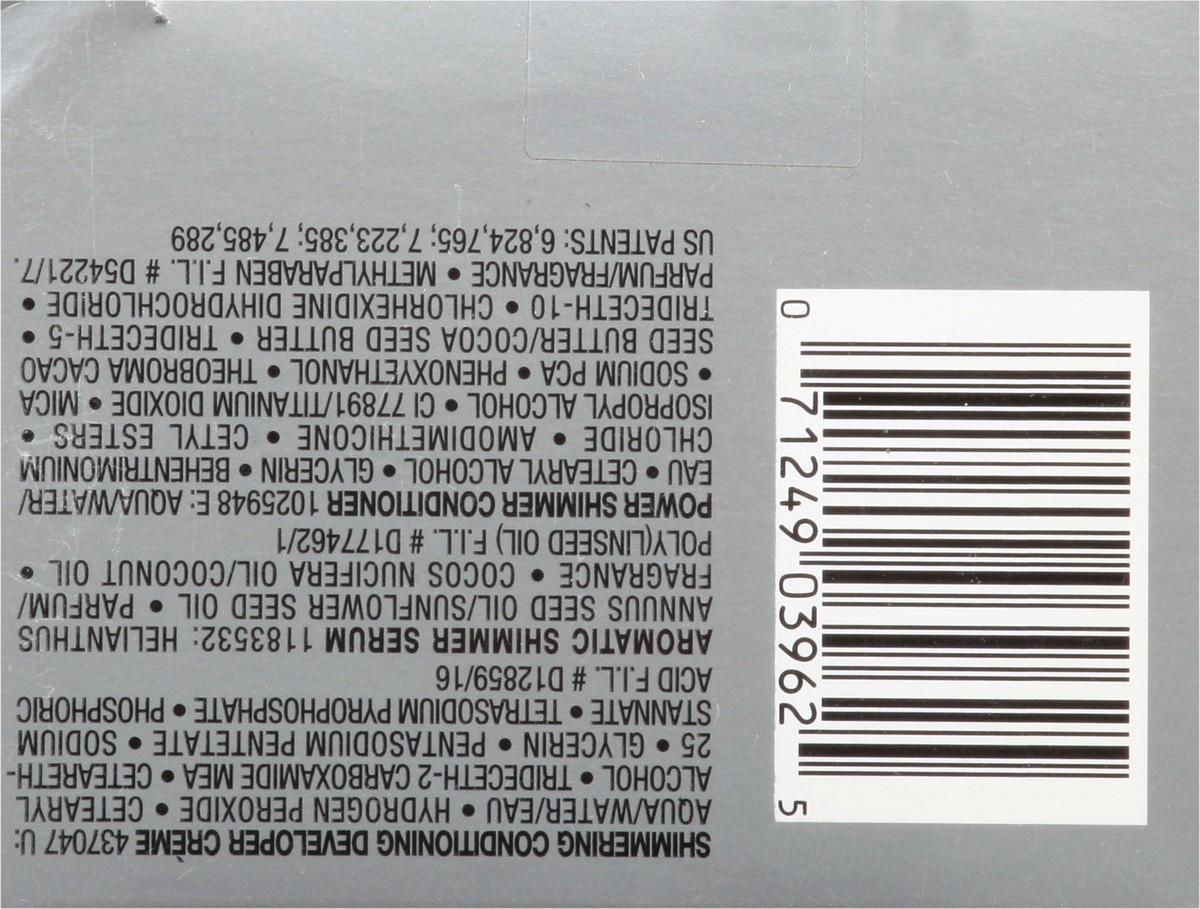 SHIMMERING CONDITIONING DEVELOPER CRÈME 437047 U:
AQUA/WATER/EAU • HYDROGEN PEROXIDE • CETEARYL
ALCOHOL • TRIDECETH-2 CARBOXAMIDE MEA • CETEARETH-
25 • GLYCERIN • PENTASODIUM PENTETATE • SODIUM
STANNATE • TETRASODIUM PYROPHOSPHATE • PHOSPHORIC
ACID F.I.L. # D12859/16
AROMATIC SHIMMER SERUM 1183532: HELIANTHUS
ANNUUS SEED OIL/SUNFLOWER SEED OIL • PARFUM/
FRAGRANCE • COCOS NUCIFERA OIL/COCONUT OIL •
POLY(LINSEED OIL) F.I.L. # D177462/1
POWER SHIMMER CONDITIONER 1025948 E: AQUA/WATER/
EAU • CETEARYL ALCOHOL • GLYCERIN • BEHENTRIMONIUM
CHLORIDE • AMODIMETHICONE • CETYL ESTERS •
ISOPROPYL ALCOHOL • CI 77891/TITANIUM DIOXIDE • MICA
• SODIUM PCA • PHENOXYETHANOL • THEOBROMA CACAO
SEED BUTTER/COCOA SEED BUTTER • TRIDECETH-5 •
TRIDECETH-10 • CHLORHEXIDINE DIHYDROCHLORIDE •
PARFUM/FRAGRANCE • METHYLPARABEN F.I.L. # D54221/7.
US PATENTS: 6,824,765; 7,223,385; 7,485,289
0 71249 03962 5